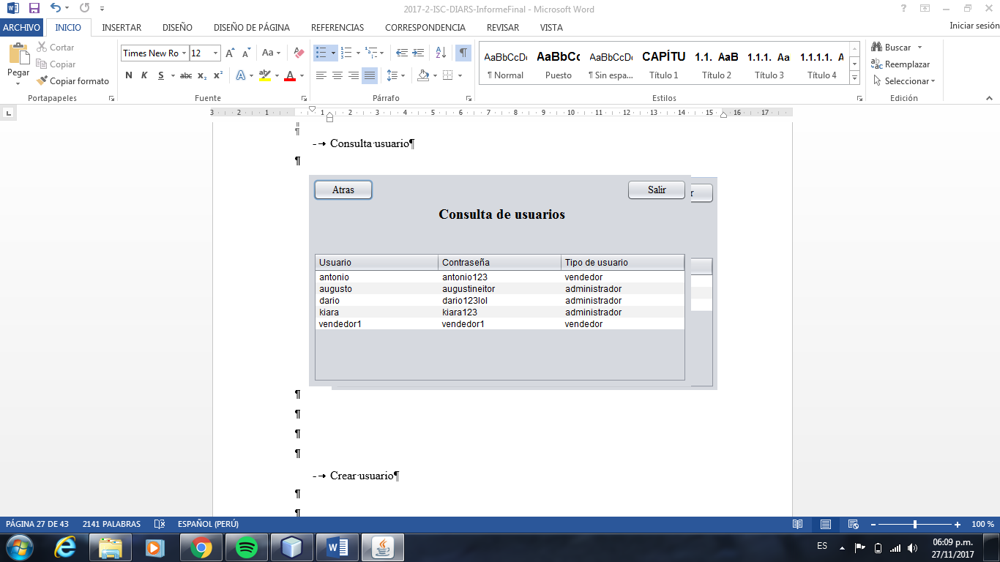 2017-2-ISC-DIARS-InformeFinal - Microsoft Word
ARCHIVO INICIO INSERTAR DISEÑO DISEÑO DE PÁGINA REFERENCIAS CORRESPONDENCIA REVISAR VISTA Iniciar sesión
Pegar
Cortar
Copiar
Copiar formato
Portapapeles
Times New Ro 12
N K S abc x₂ x²
Fuente
Párrafo
AaBbCcDc AaBbCc AaBbCcDc CAPÍTU 1.1. AaB 1.1.1. Aa 1.1.1.1. A
¶ Normal Puesto ¶ Sin espa... Título 1 Título 2 Título 3 Título 4
Estilos
Buscar
Reemplazar
Seleccionar
Edición
3 2 1 1 2 3 4 5 6 7 8 9 10 11 12 13 14 15 16 17
- Consulta usuario¶
Atras Salir r
Consulta de usuarios
Usuario Contraseña Tipo de usuario
antonio antonio123 vendedor
augusto augustineitor administrador
dario dario123lol administrador
kiara kiara123 administrador
vendedor1 vendedor1 vendedor
- Crear usuario¶
PÁGINA 27 DE 43 2141 PALABRAS ESPAÑOL (PERÚ) 100 %
ES 06:09 p.m.
27/11/2017